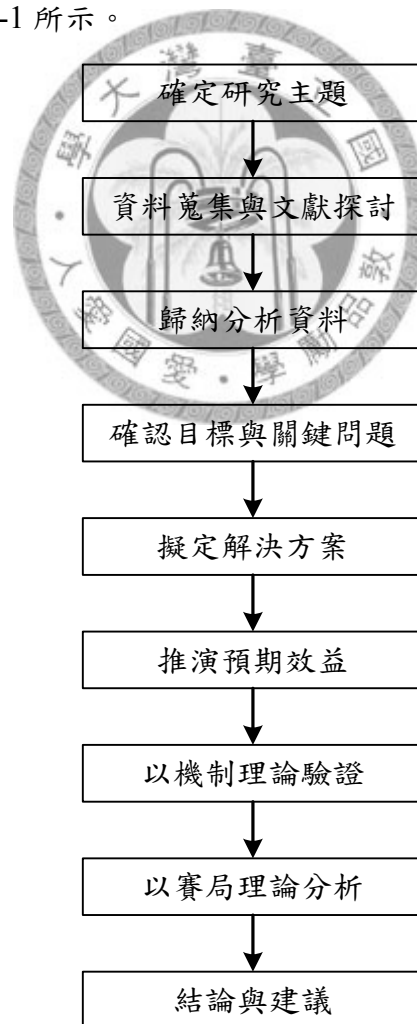 -1 所示。
確定研究主題
資料蒐集與文獻探討
歸納分析資料
確認目標與關鍵問題
擬定解決方案
推演預期效益
以機制理論驗證
以賽局理論分析
結論與建議